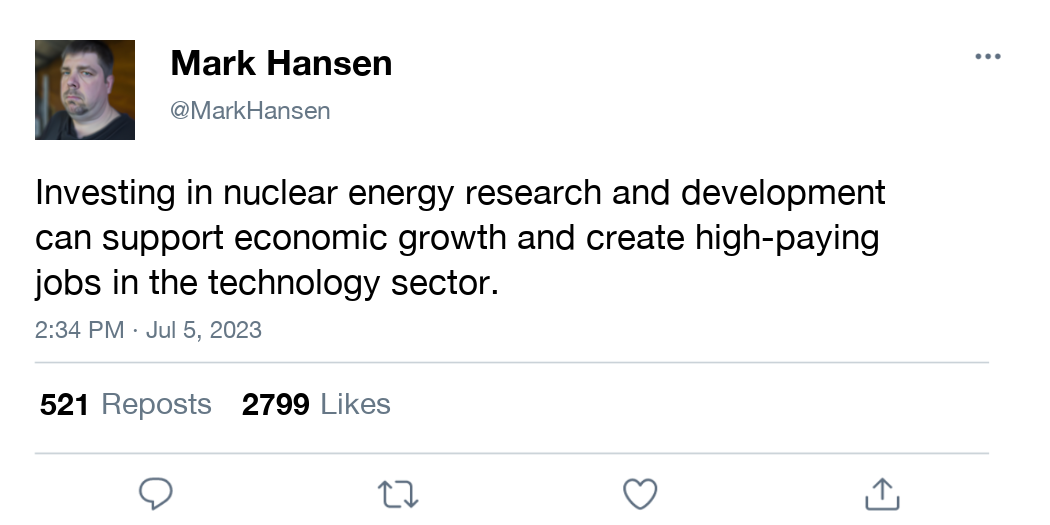 Mark Hansen
@MarkHansen
Investing in nuclear energy research and development
can support economic growth and create high-paying
jobs in the technology sector.
2:34 PM · Jul 5, 2023
521 Reposts 2799 Likes